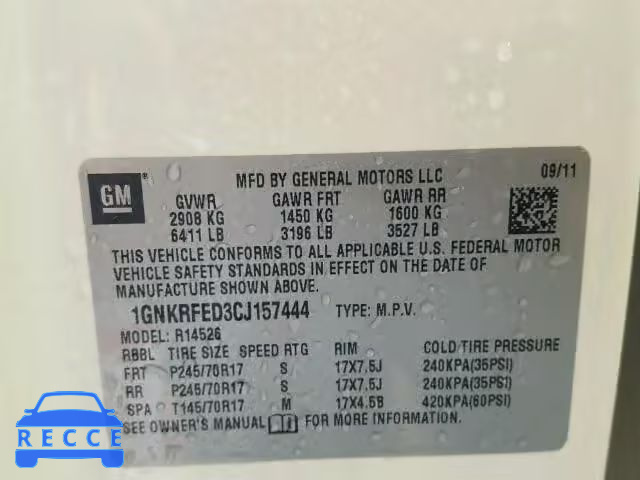 GM
MFD BY GENERAL MOTORS LLC
09/11
GVWR GAWR FRT GAWR RR
2908 KG 1450 KG 1600 KG
6411 LB 3196 LB 3527 LB
THIS VEHICLE CONFORMS TO ALL APPLICABLE U.S. FEDERAL MOTOR
VEHICLE SAFETY STANDARDS IN EFFECT ON THE DATE OF
MANUFACTURE SHOWN ABOVE.
1GNKRFED3CJ157444 TYPE: M.P.V.
MODEL: R14526
RBBL TIRE SIZE SPEED RTG RIM COLD TIRE PRESSURE
FRT P245/70R17 S 17X7.5J 240KPA(35PSI)
RR P245/70R17 S 17X7.5J 240KPA(35PSI)
SPA T145/70R17 M 17X4.5B 420KPA(60PSI)
SEE OWNER'S MANUAL FOR MORE INFORMATION.
RECCE